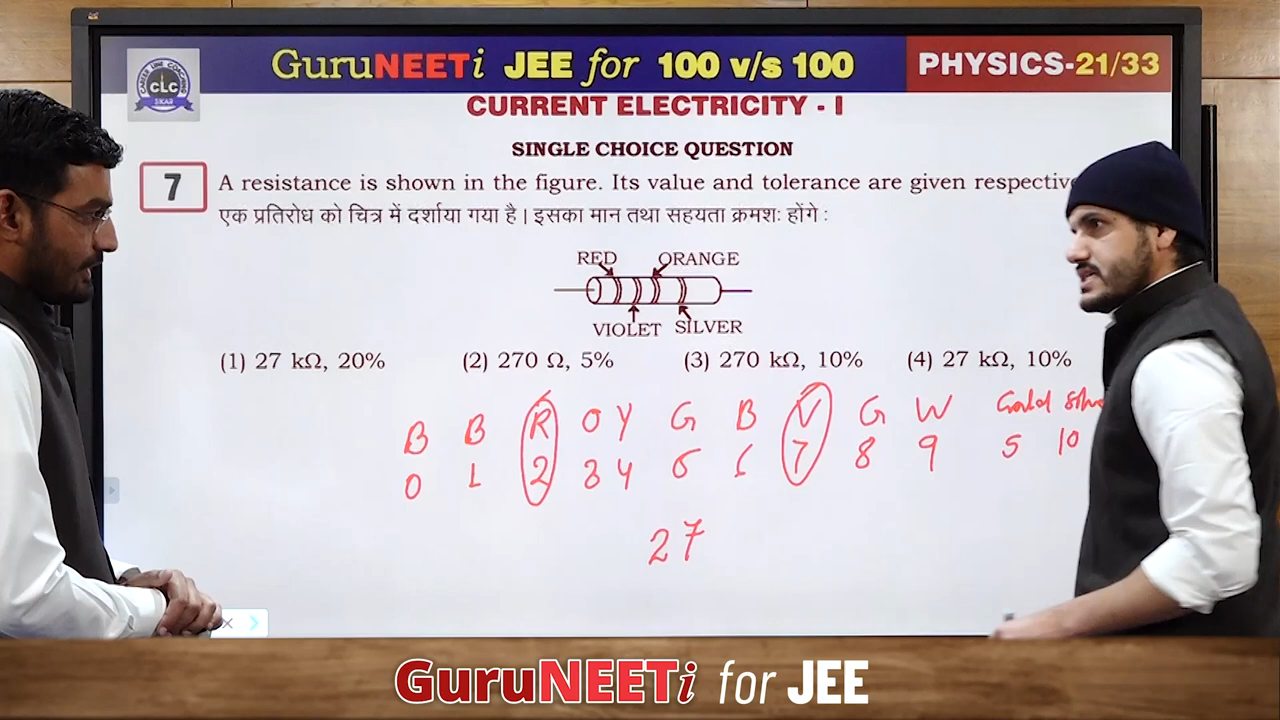 GuruNEETi JEE for 100 v/s 100
PHYSICS-21/33
CLC
SIKAR
CURRENT ELECTRICITY - I
SINGLE CHOICE QUESTION
7
A resistance is shown in the figure. Its value and tolerance are given
एक प्रतिरोध को चित्र में दर्शाया गया है। इसका मान तथा सहयता क्रमशः होंगे :
RED ORANGE
VIOLET SILVER
(1) 27 kΩ, 20% (2) 270 Ω, 5% (3) 270 kΩ, 10% (4) 27 kΩ, 10%
B B R O Y G B V G W Gold
0 1 2 3 4 5 6 7 8 9 5 10
27
GuruNEETi for JEE